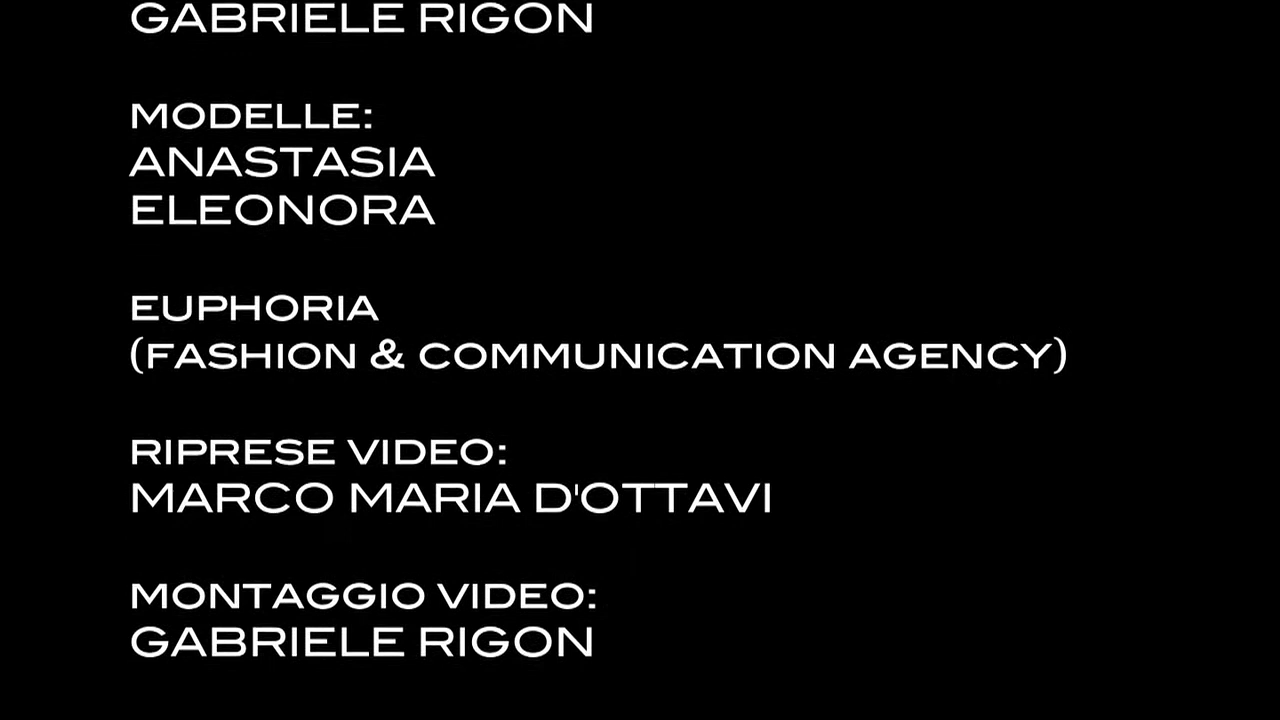 GABRIELE RIGON
MODELLE:
ANASTASIA
ELEONORA
EUPHORIA
(FASHION & COMMUNICATION AGENCY)
RIPRESE VIDEO:
MARCO MARIA D'OTTAVI
MONTAGGIO VIDEO:
GABRIELE RIGON